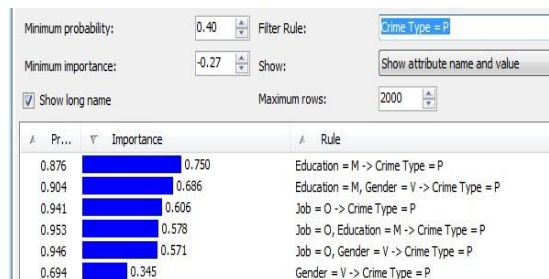 Minimum probability: 0.40 Filter Rule: Crime Type = P
Minimum importance: -0.27 Show: Show attribute name and value
Show long name Maximum rows: 2000
Pr... Importance Rule
0.876 0.750 Education = M -> Crime Type = P
0.904 0.686 Education = M, Gender = V -> Crime Type = P
0.941 0.606 Job = O -> Crime Type = P
0.953 0.578 Job = O, Education = M -> Crime Type = P
0.946 0.571 Job = O, Gender = V -> Crime Type = P
0.694 0.345 Gender = V -> Crime Type = P